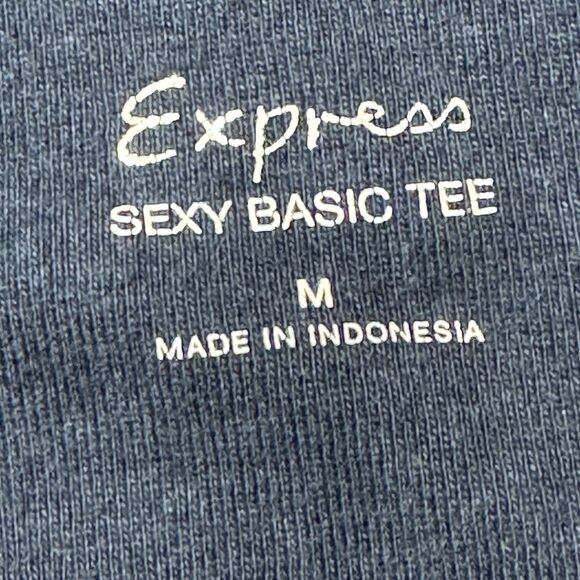 Express
SEXY BASIC TEE
M
MADE IN INDONESIA